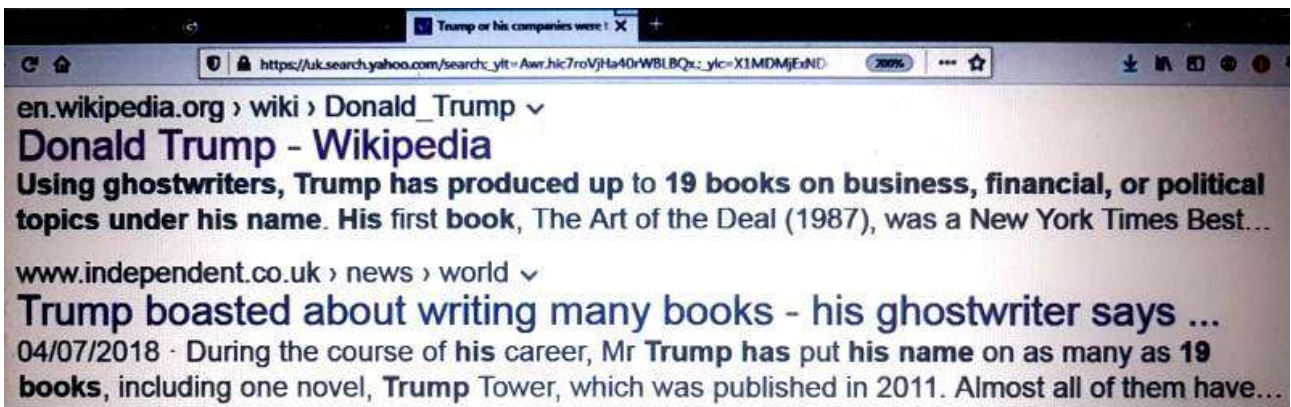 Trump or his companies were t
https://uk.search.yahoo.com/search;_ylt=
200%
en.wikipedia.org › wiki › Donald_Trump
Donald Trump - Wikipedia
Using ghostwriters, Trump has produced up to 19 books on business, financial, or political
topics under his name. His first book, The Art of the Deal (1987), was a New York Times Best...
www.independent.co.uk › news › world
Trump boasted about writing many books - his ghostwriter says ...
04/07/2018 · During the course of his career, Mr Trump has put his name on as many as 19
books, including one novel, Trump Tower, which was published in 2011. Almost all of them have...